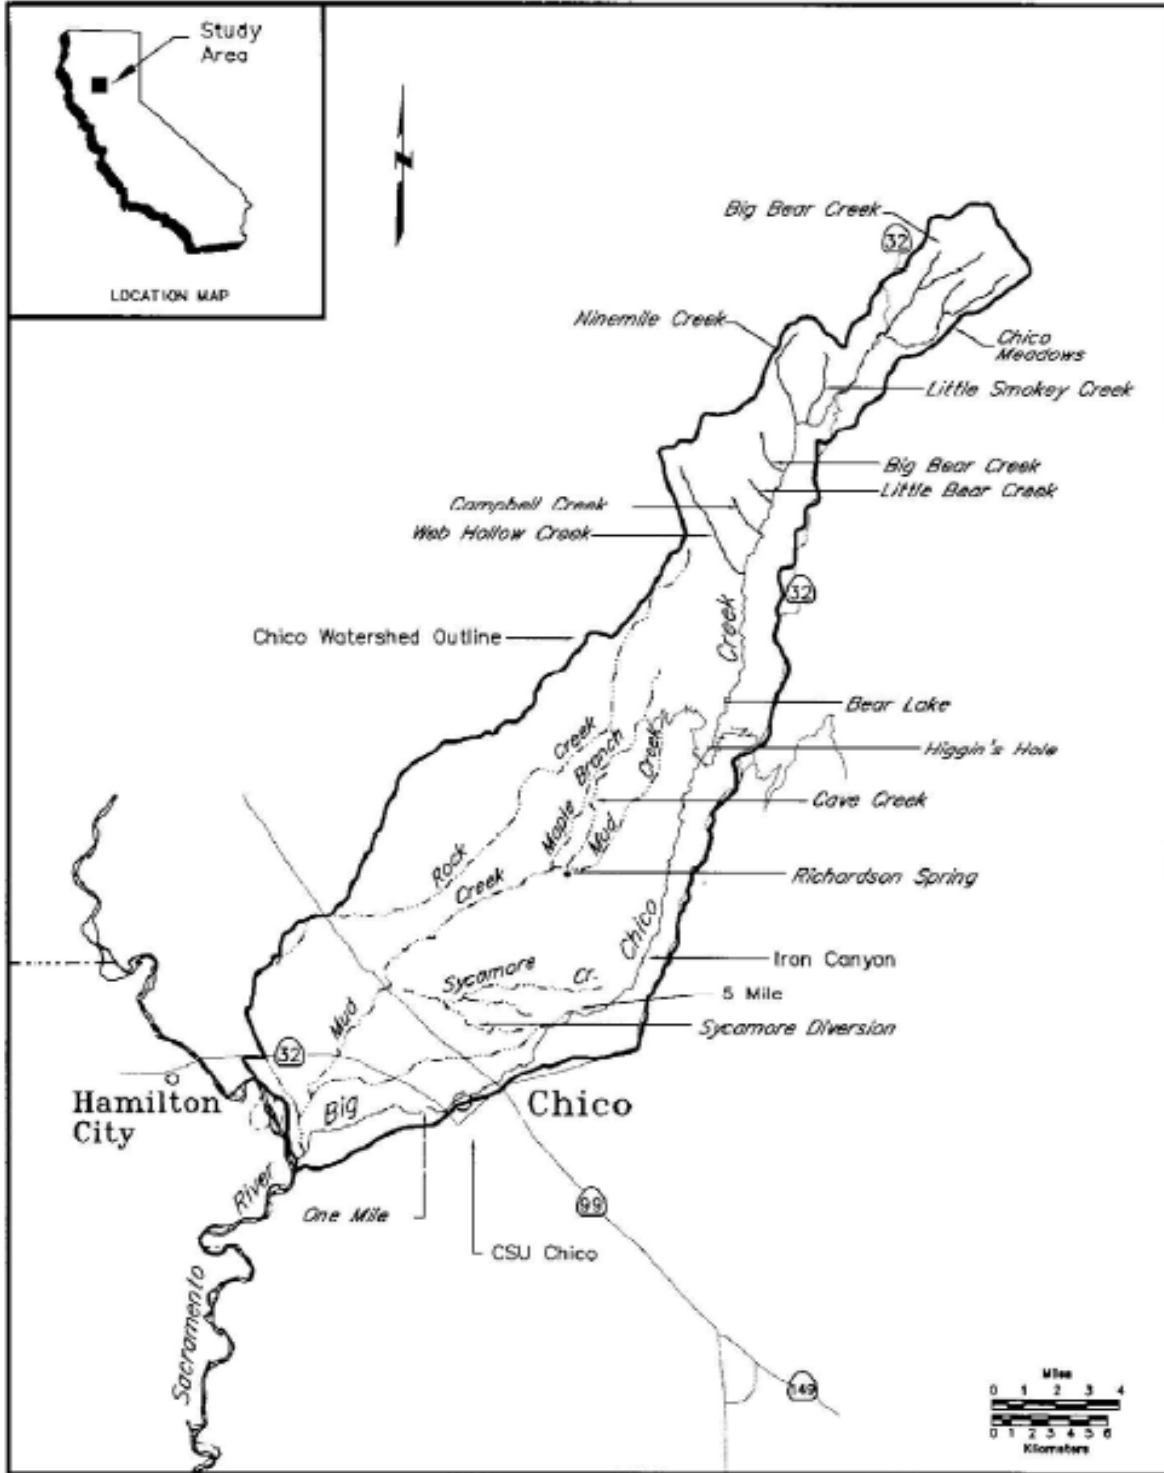 Study
Area
LOCATION MAP
N
Big Bear Creek
32
Ninemile Creek
Chico
Meadows
Little Smokey Creek
Big Bear Creek
Little Bear Creek
Campbell Creek
Web Hollow Creek
32
Creek
Chico Watershed Outline
Bear Lake
Higgin's Hole
Creek
Branch
Creek
Cave Creek
Maple
Mud
Rock
Creek
Richardson Spring
Chico
Iron Canyon
Sycamore
Cr.
5 Mile
Mud
Sycamore Diversion
32
Hamilton
City
Big
Chico
River
One Mile
99
CSU Chico
Sacramento
149
Miles
0 1 2 3 4
0 1 2 3 4 5 6
Kilometers